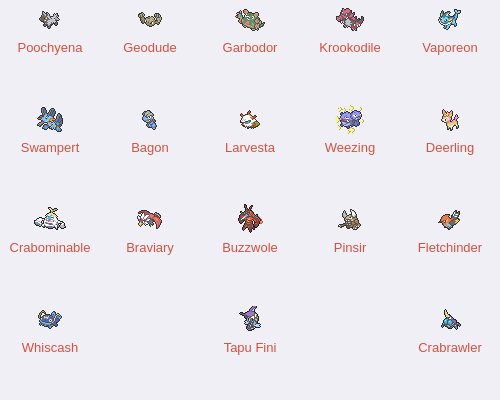 Poochyena Geodude Garbodor Krookodile Vaporeon
Swampert Bagon Larvesta Weezing Deerling
Crabominable Braviary Buzzwole Pinsir Fletchinder
Whiscash Tapu Fini Crabrawler